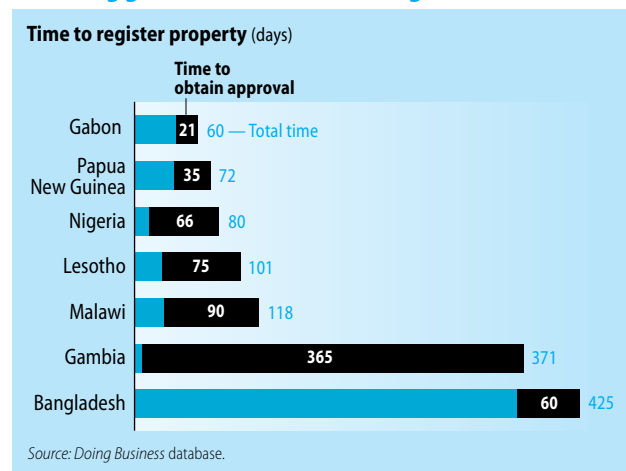 Time to register property (days)
Time to
obtain approval
Gabon 21 60 — Total time
Papua
New Guinea 35 72
Nigeria 66 80
Lesotho 75 101
Malawi 90 118
Gambia 365 371
Bangladesh 60 425
Source: Doing Business database.